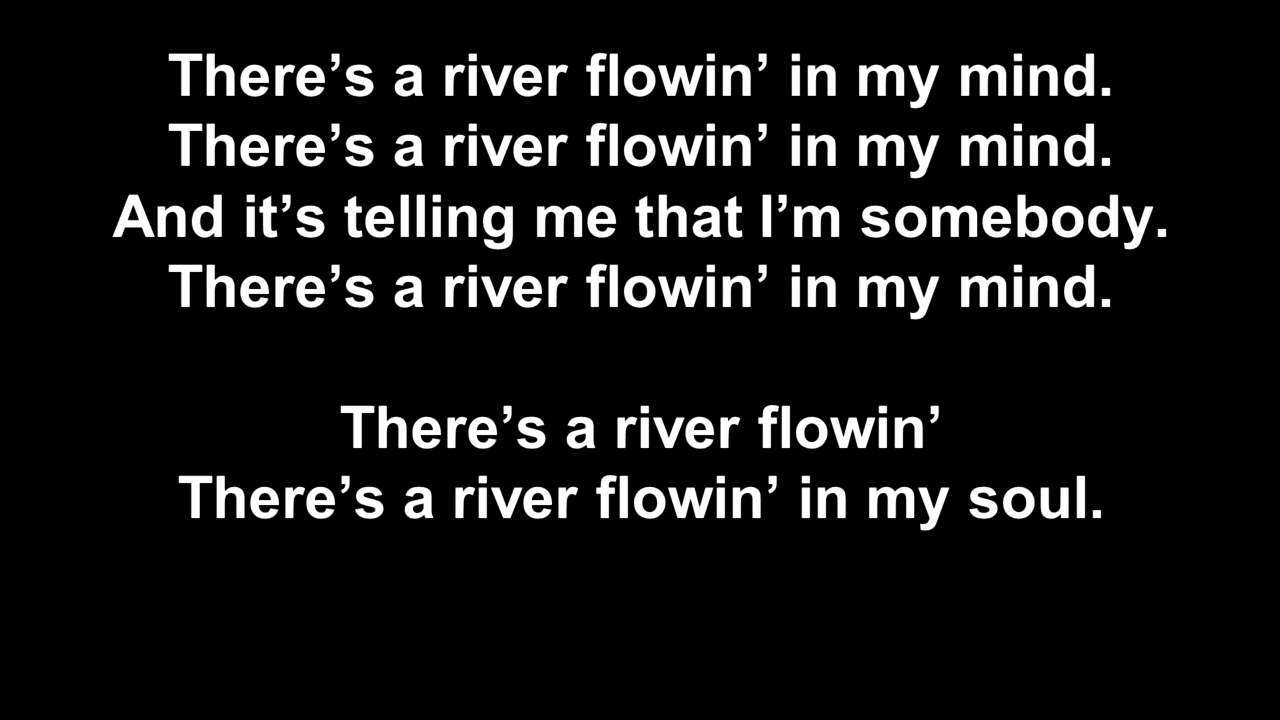 There’s a river flowin’ in my mind.
There’s a river flowin’ in my mind.
And it’s telling me that I’m somebody.
There’s a river flowin’ in my mind.
There’s a river flowin’
There’s a river flowin’ in my soul.